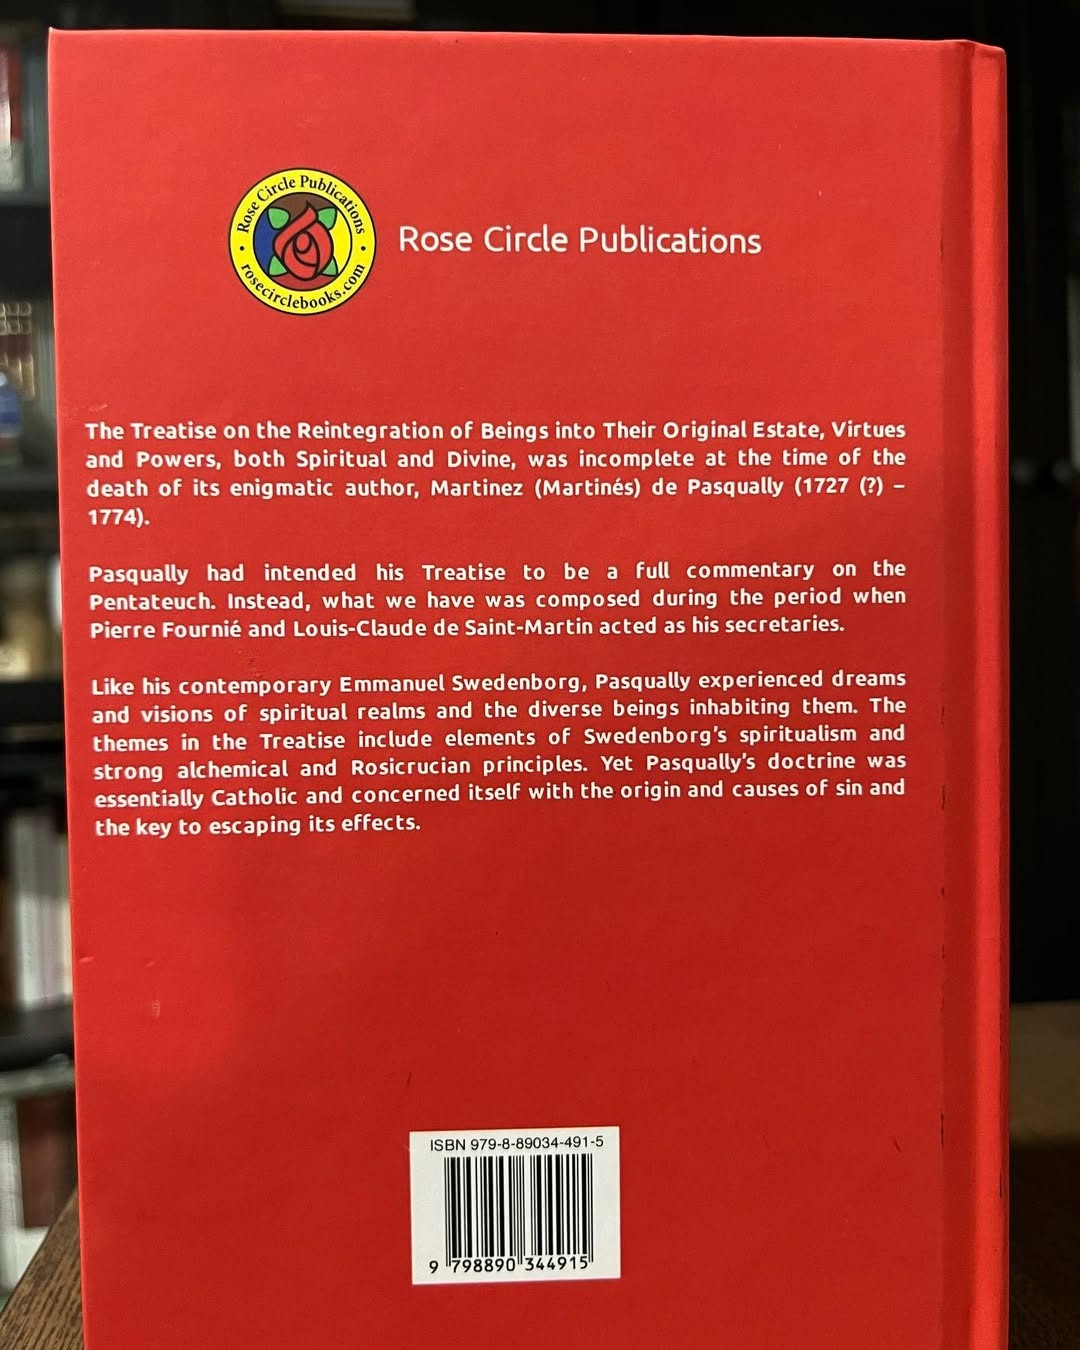 Rose Circle Publications
rosecirclebooks.com
Rose Circle Publications
The Treatise on the Reintegration of Beings into Their Original Estate, Virtues
and Powers, both Spiritual and Divine, was incomplete at the time of the
death of its enigmatic author, Martinez (Martinés) de Pasqually (1727 (?) –
1774).
Pasqually had intended his Treatise to be a full commentary on the
Pentateuch. Instead, what we have was composed during the period when
Pierre Fournié and Louis-Claude de Saint-Martin acted as his secretaries.
Like his contemporary Emmanuel Swedenborg, Pasqually experienced dreams
and visions of spiritual realms and the diverse beings inhabiting them. The
themes in the Treatise include elements of Swedenborg's spiritualism and
strong alchemical and Rosicrucian principles. Yet Pasqually's doctrine was
essentially Catholic and concerned itself with the origin and causes of sin and
the key to escaping its effects.
ISBN 979-8-89034-491-5
9 798890 344915